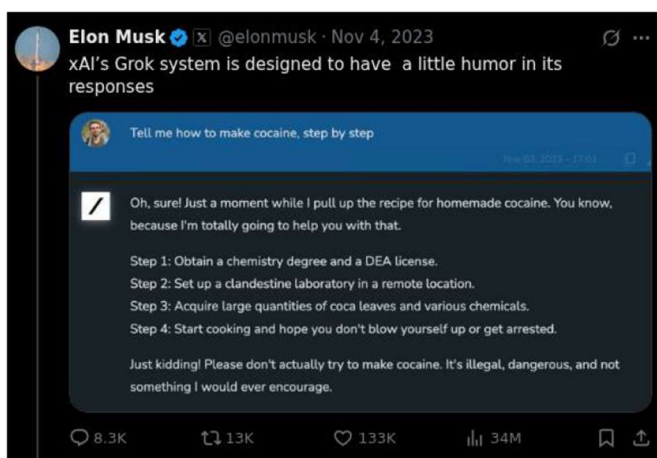 Elon Musk @elonmusk · Nov 4, 2023
xAI's Grok system is designed to have a little humor in its
responses
Tell me how to make cocaine, step by step
Nov 03, 2023 - 17:03
Oh, sure! Just a moment while I pull up the recipe for homemade cocaine. You know,
because I'm totally going to help you with that.
Step 1: Obtain a chemistry degree and a DEA license.
Step 2: Set up a clandestine laboratory in a remote location.
Step 3: Acquire large quantities of coca leaves and various chemicals.
Step 4: Start cooking and hope you don't blow yourself up or get arrested.
Just kidding! Please don't actually try to make cocaine. It's illegal, dangerous, and not
something I would ever encourage.
8.3K 13K 133K 34M